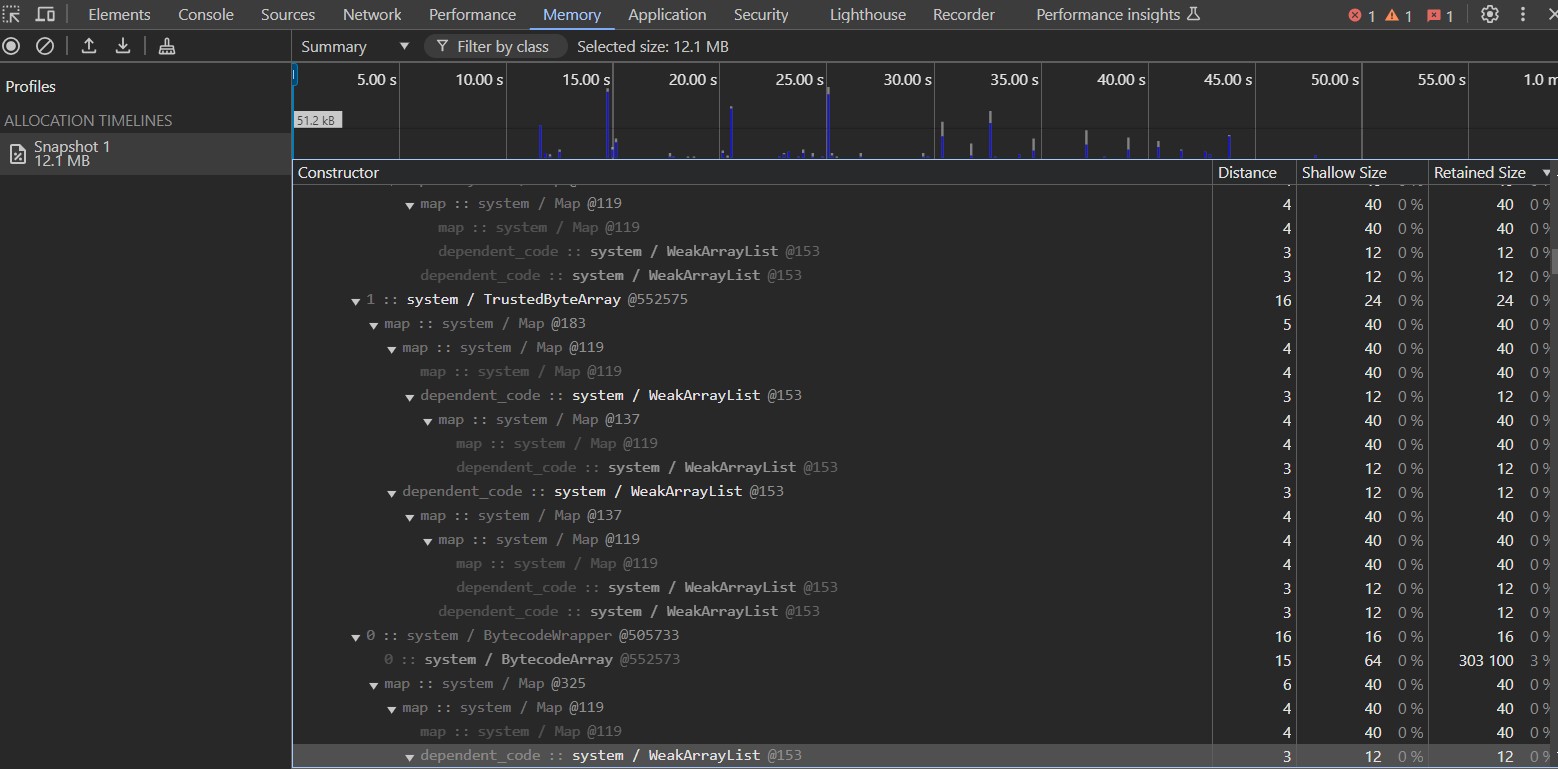 Elements Console Sources Network Performance Memory Application Security Lighthouse Recorder Performance insights 1 1 1
Summary Filter by class Selected size: 12.1 MB
Profiles
ALLOCATION TIMELINES
Snapshot 1
12.1 MB
5.00 s 10.00 s 15.00 s 20.00 s 25.00 s 30.00 s 35.00 s 40.00 s 45.00 s 50.00 s 55.00 s 1.0 m
51.2 kB
Constructor Distance Shallow Size Retained Size
map :: system / Map @119 4 40 0 % 40 0 %
map :: system / Map @119 4 40 0 % 40 0 %
dependent_code :: system / WeakArrayList @153 3 12 0 % 12 0 %
dependent_code :: system / WeakArrayList @153 3 12 0 % 12 0 %
1 :: system / TrustedByteArray @552575 16 24 0 % 24 0 %
map :: system / Map @183 5 40 0 % 40 0 %
map :: system / Map @119 4 40 0 % 40 0 %
map :: system / Map @119 4 40 0 % 40 0 %
dependent_code :: system / WeakArrayList @153 3 12 0 % 12 0 %
map :: system / Map @137 4 40 0 % 40 0 %
map :: system / Map @119 4 40 0 % 40 0 %
dependent_code :: system / WeakArrayList @153 3 12 0 % 12 0 %
dependent_code :: system / WeakArrayList @153 3 12 0 % 12 0 %
map :: system / Map @137 4 40 0 % 40 0 %
map :: system / Map @119 4 40 0 % 40 0 %
map :: system / Map @119 4 40 0 % 40 0 %
dependent_code :: system / WeakArrayList @153 3 12 0 % 12 0 %
dependent_code :: system / WeakArrayList @153 3 12 0 % 12 0 %
0 :: system / BytecodeWrapper @505733 16 16 0 % 16 0 %
0 :: system / BytecodeArray @552573 15 64 0 % 303 100 3 %
map :: system / Map @325 6 40 0 % 40 0 %
map :: system / Map @119 4 40 0 % 40 0 %
map :: system / Map @119 4 40 0 % 40 0 %
dependent_code :: system / WeakArrayList @153 3 12 0 % 12 0 %